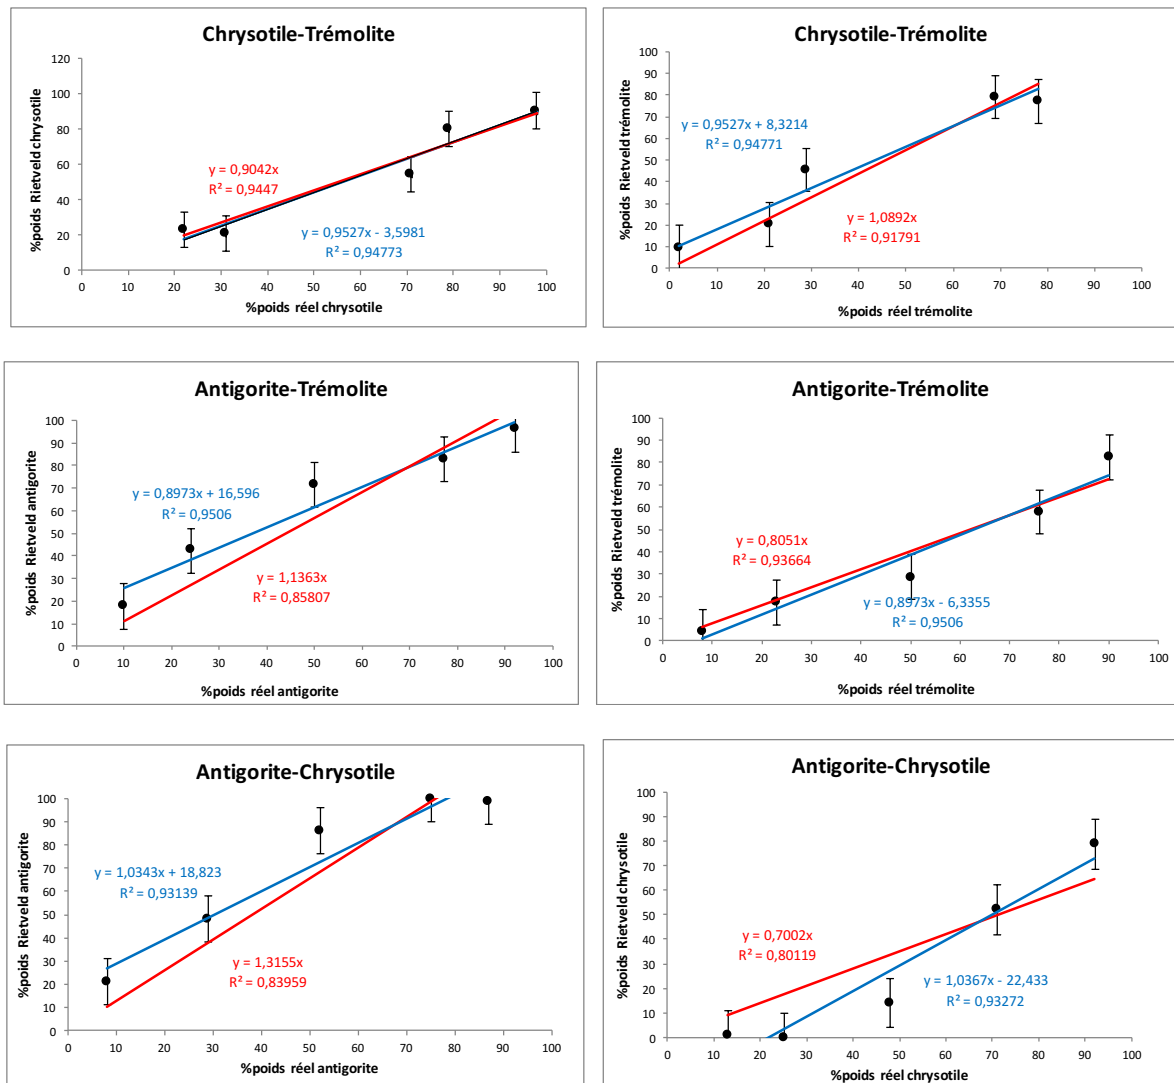 Chrysotile-Trémolite
%poids Rietveld chrysotile
120
100
80
60
40
20
0
y = 0,9042x
R² = 0,9447
y = 0,9527x - 3,5981
R² = 0,94773
0 10 20 30 40 50 60 70 80 90 100
%poids réel chrysotile
Chrysotile-Trémolite
%poids Rietveld trémolite
100
90
80
70
60
50
40
30
20
10
0
y = 0,9527x + 8,3214
R² = 0,94771
y = 1,0892x
R² = 0,91791
0 10 20 30 40 50 60 70 80 90 100
%poids réel trémolite
Antigorite-Trémolite
%poids Rietveld antigorite
100
90
80
70
60
50
40
30
20
10
0
y = 0,8973x + 16,596
R² = 0,9506
y = 1,1363x
R² = 0,85807
0 10 20 30 40 50 60 70 80 90 100
%poids réel antigorite
Antigorite-Trémolite
%poids Rietveld trémolite
100
90
80
70
60
50
40
30
20
10
0
y = 0,8051x
R² = 0,93664
y = 0,8973x - 6,3355
R² = 0,9506
0 10 20 30 40 50 60 70 80 90 100
%poids réel trémolite
Antigorite-Chrysotile
%poids Rietveld antigorite
100
90
80
70
60
50
40
30
20
10
0
y = 1,0343x + 18,823
R² = 0,93139
y = 1,3155x
R² = 0,83959
0 10 20 30 40 50 60 70 80 90 100
%poids réel antigorite
Antigorite-Chrysotile
%poids Rietveld chrysotile
100
90
80
70
60
50
40
30
20
10
0
y = 0,7002x
R² = 0,80119
y = 1,0367x - 22,433
R² = 0,93272
0 10 20 30 40 50 60 70 80 90 100
%poids réel chrysotile